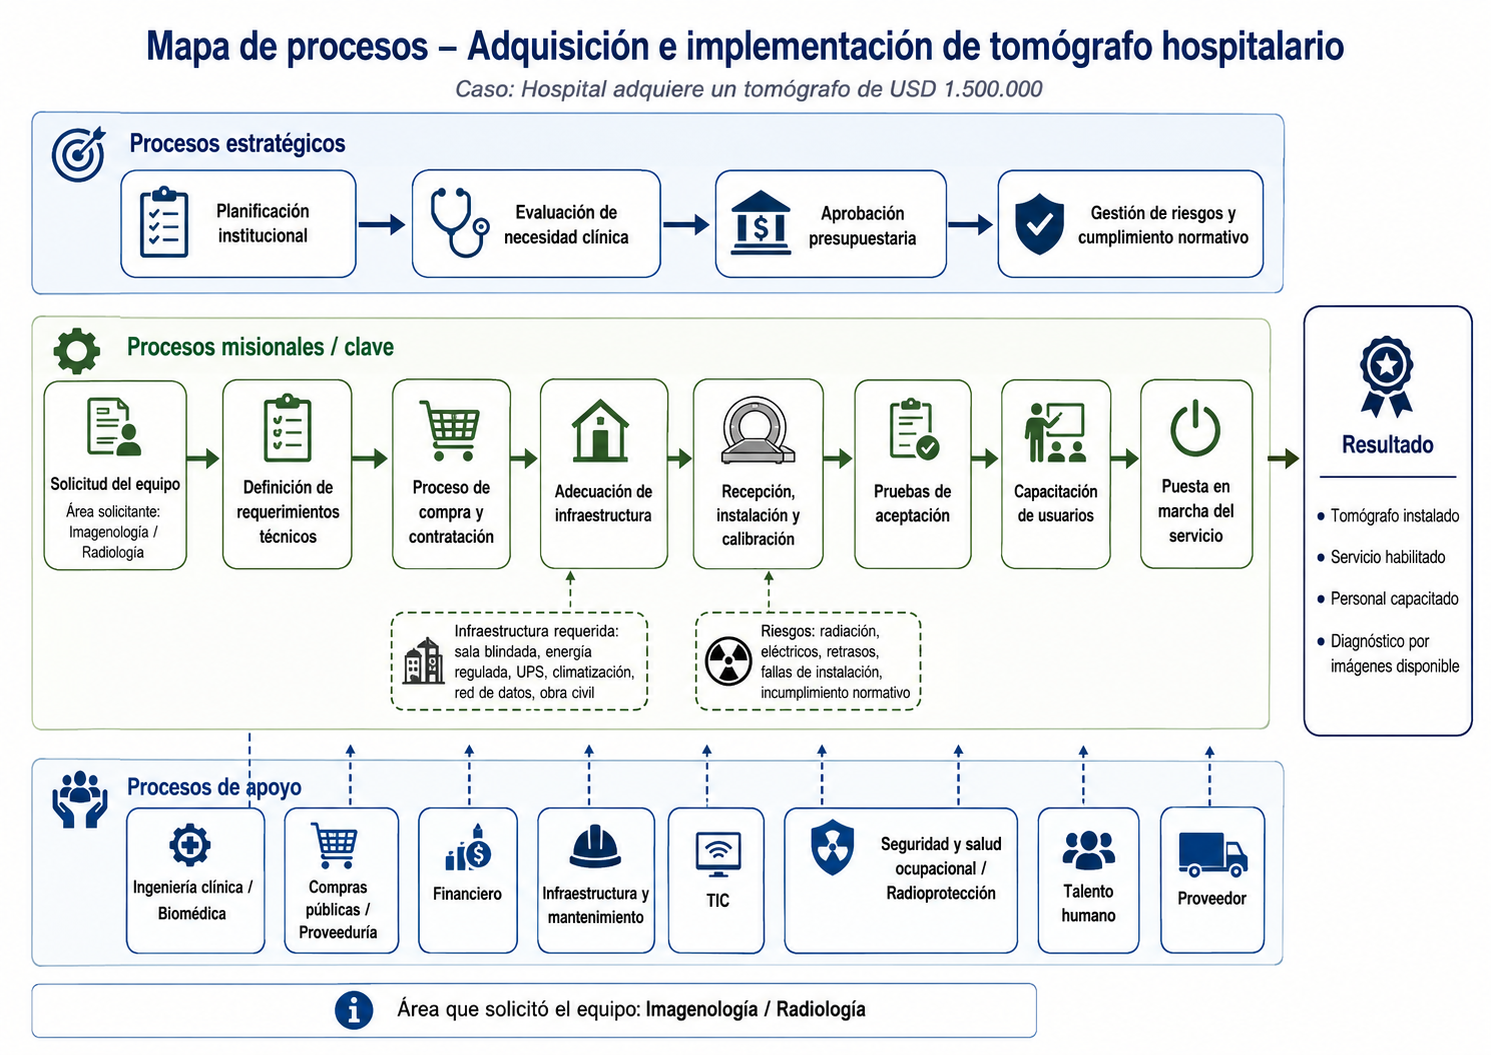 Mapa de procesos – Adquisición e implementación de tomógrafo hospitalario
Caso: Hospital adquiere un tomógrafo de USD 1.500.000
Procesos estratégicos
Planificación
institucional
Evaluación de
necesidad clínica
$
Aprobación
presupuestaria
Gestión de riesgos y
cumplimiento normativo
Procesos misionales / clave
Solicitud del equipo
Área solicitante:
Imagenología /
Radiología
Definición de
requerimientos
técnicos
Proceso de
compra y
contratación
Adecuación de
infraestructura
Recepción,
instalación y
calibración
Pruebas de
aceptación
Capacitación
de usuarios
Puesta en
marcha del
servicio
Infraestructura requerida:
sala blindada, energía
regulada, UPS, climatización,
red de datos, obra civil
Riesgos: radiación,
eléctricos, retrasos,
fallas de instalación,
incumplimiento normativo
Resultado
• Tomógrafo instalado
• Servicio habilitado
• Personal capacitado
• Diagnóstico por
imágenes disponible
Procesos de apoyo
Ingeniería clínica /
Biomédica
Compras
públicas /
Proveeduría
$
Financiero
Infraestructura y
mantenimiento
TIC
Seguridad y salud
ocupacional /
Radioprotección
Talento
humano
Proveedor
i
Área que solicitó el equipo: Imagenología / Radiología